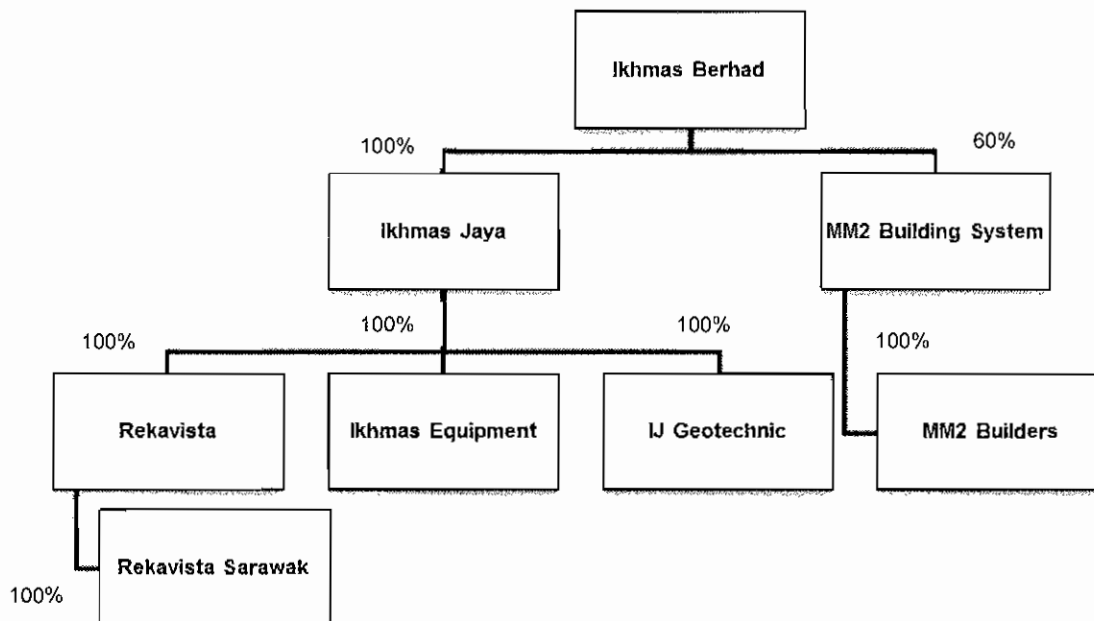 Ikhmas Berhad
100%
60%
Ikhmas Jaya
MM2 Building System
100%
100%
100%
100%
Rekavista
Ikhmas Equipment
IJ Geotechnic
MM2 Builders
Rekavista Sarawak
100%